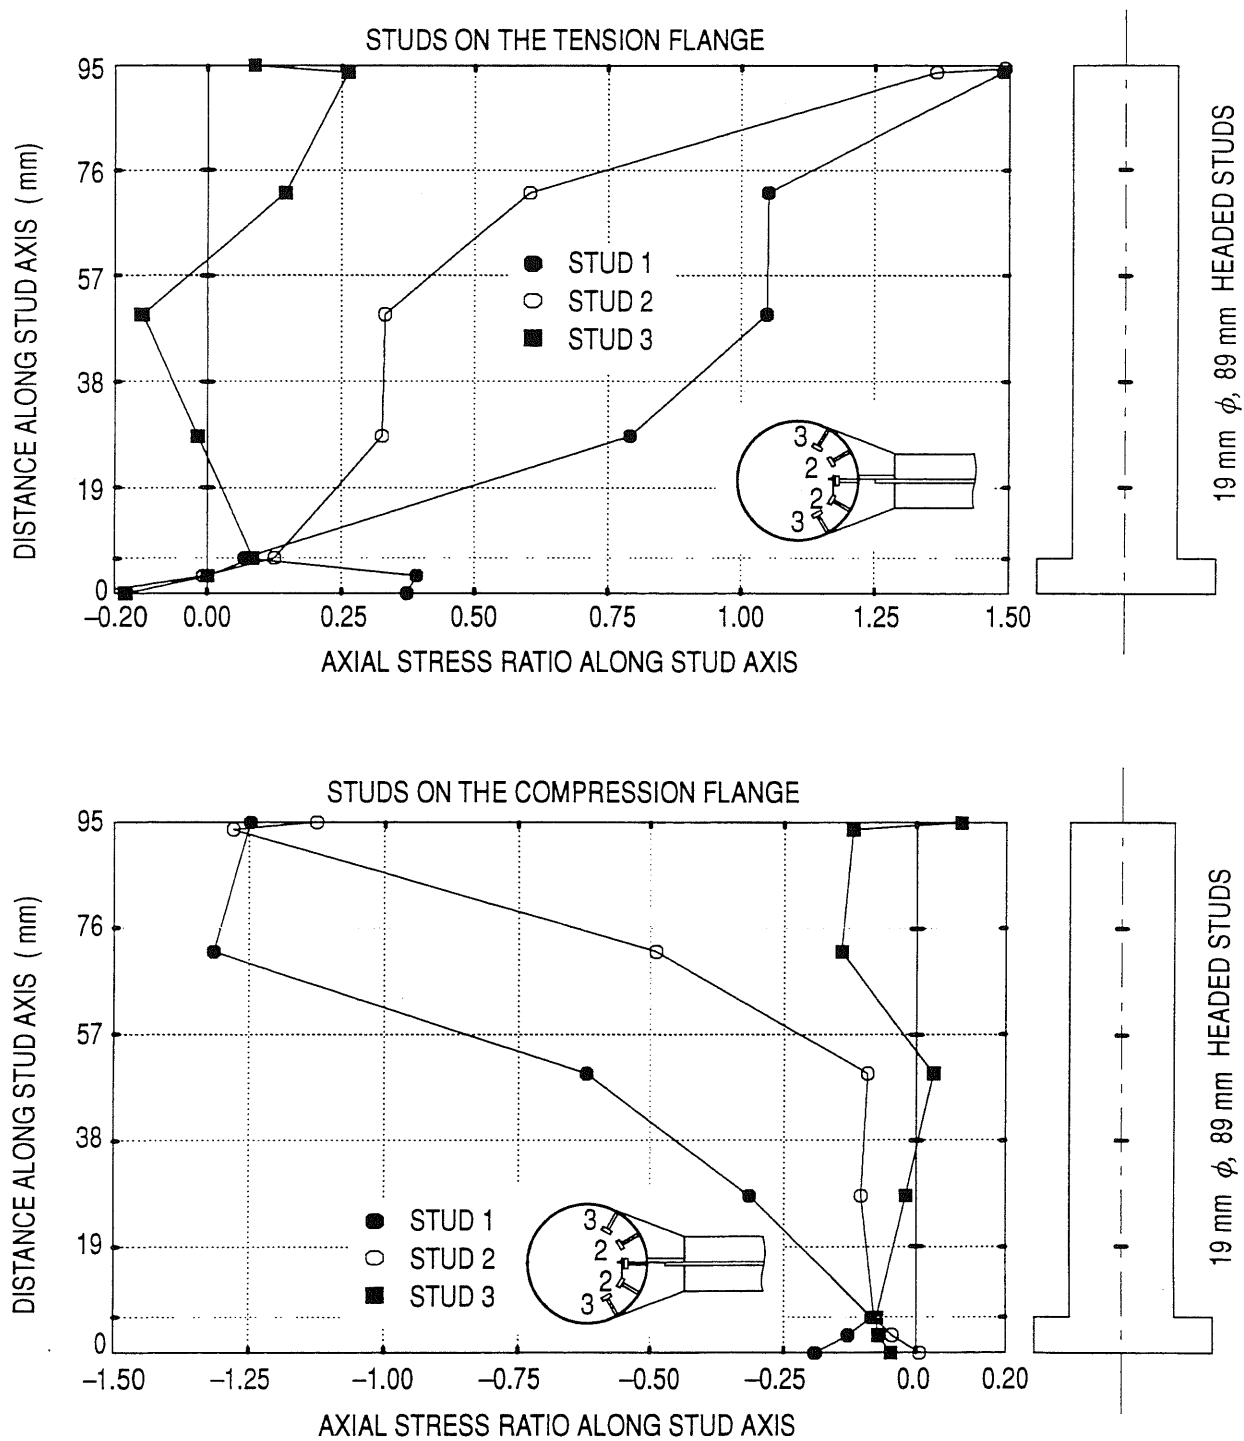 STUDS ON THE TENSION FLANGE
95
76
57
38
19
0
DISTANCE ALONG STUD AXIS (mm)
STUD 1
STUD 2
STUD 3
3
2
2
3
−0.20 0.00 0.25 0.50 0.75 1.00 1.25 1.50
AXIAL STRESS RATIO ALONG STUD AXIS
19 mm ϕ, 89 mm HEADED STUDS
STUDS ON THE COMPRESSION FLANGE
95
76
57
38
19
0
DISTANCE ALONG STUD AXIS (mm)
STUD 1
STUD 2
STUD 3
3
2
2
3
−1.50 −1.25 −1.00 −0.75 −0.50 −0.25 0.0 0.20
AXIAL STRESS RATIO ALONG STUD AXIS
19 mm ϕ, 89 mm HEADED STUDS